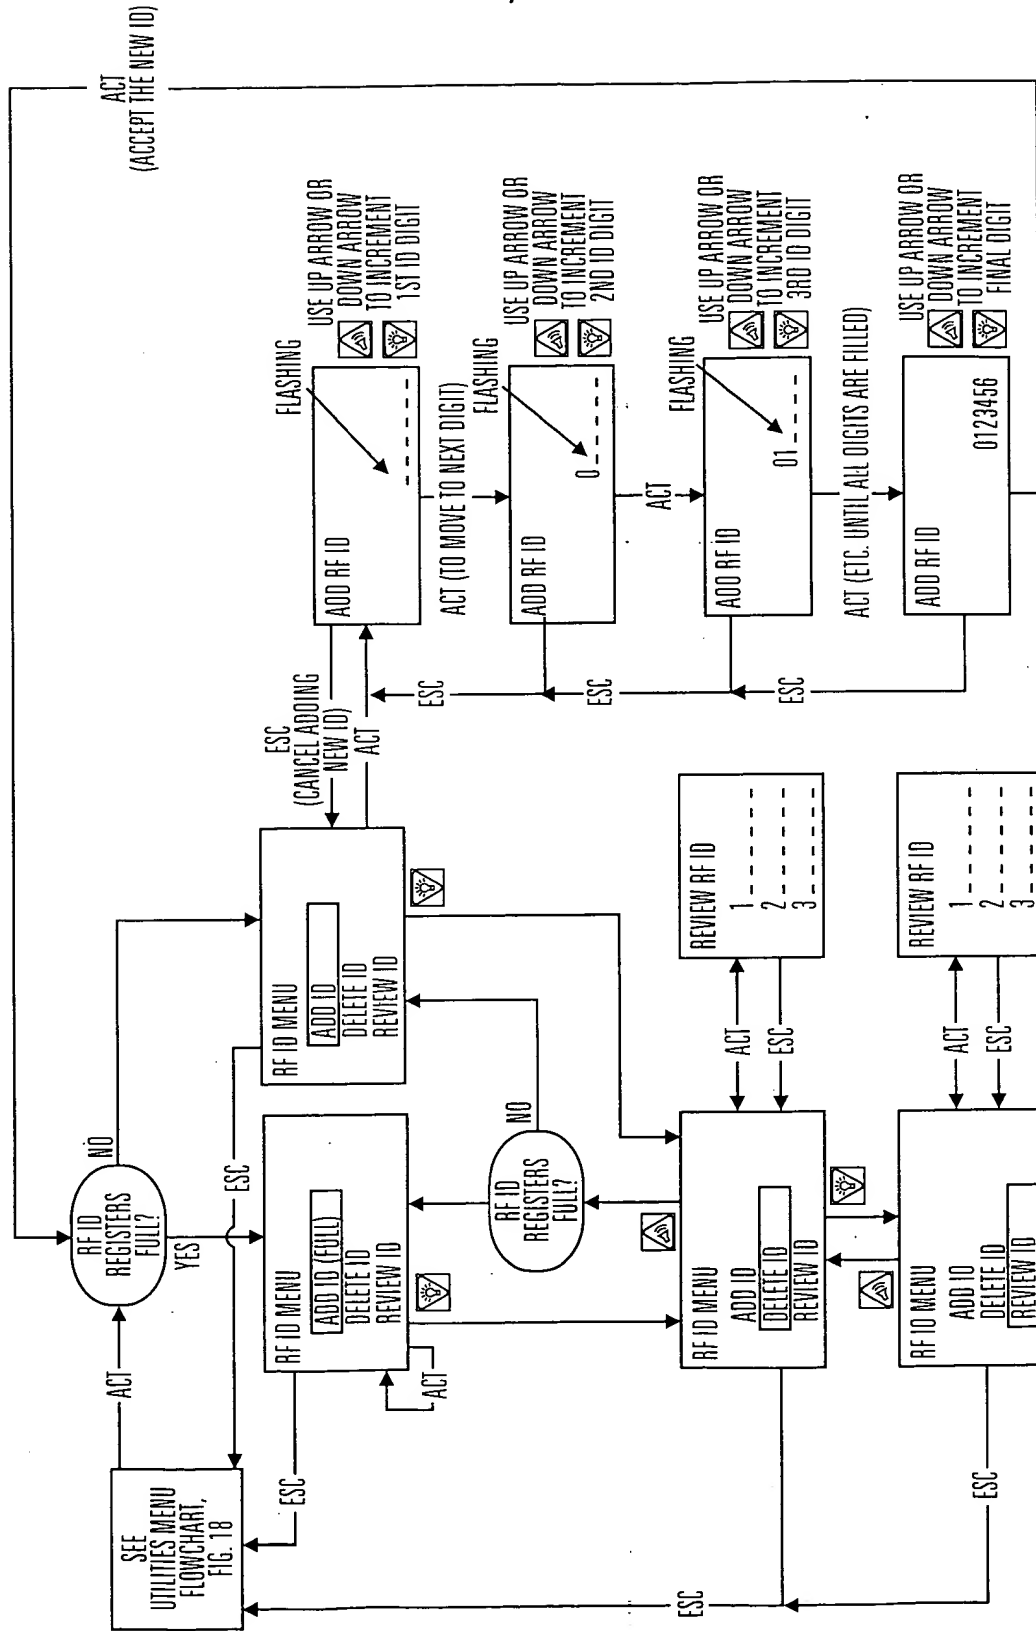 SEE
UTILITIES MENU
FLOWCHART,
FIG. 18
ACT
RF ID
REGISTERS
FULL?
YES
NO
ACT
(ACCEPT THE NEW ID)
ESC
ESC
RF ID MENU
ADD ID (FULL)
DELETE ID
REVIEW ID
ACT
RF ID MENU
ADD ID
DELETE ID
REVIEW ID
ESC
(CANCEL ADOING
NEW ID)
ACT
AOD RF ID
FLASHING
USE UP ARROW OR
DOWN ARROW
TO INCREMENT
1ST ID DIGIT
ACT (TO MOVE TO NEXT DIGIT)
ESC
ADD RF ID
0
FLASHING
USE UP ARROW OR
DOWN ARROW
TO INCREMENT
2ND ID DIGIT
ACT
ESC
AOD RF ID
01
FLASHING
USE UP ARROW OR
DOWN ARROW
TO INCREMENT
3RD ID DIGIT
ACT (ETC. UNTIL ALL DIGITS ARE FILLED)
ESC
ADD RF ID
0123456
USE UP ARROW OR
DOWN ARROW
TO INCREMENT
FINAL DIGIT
RF ID
REGISTERS
FULL?
NO
ESC
RF ID MENU
ADD ID
DELETE ID
REVIEW ID
ACT
ESC
REVIEW RF ID
1 _ _ _ _ _ _ _
2 _ _ _ _ _ _ _
3 _ _ _ _ _ _ _
ESC
RF IO MENU
ADD IO
DELETE ID
REVIEW ID
ACT
ESC
REVIEW RF ID
1 _ _ _ _ _ _ _
2 _ _ _ _ _ _ _
3 _ _ _ _ _ _ _